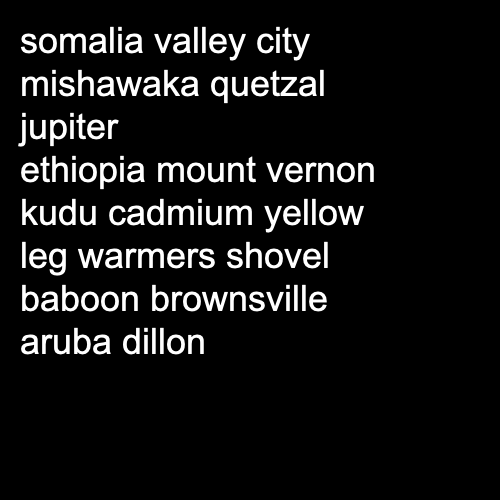 somalia valley city
mishawaka quetzal
jupiter
ethiopia mount vernon
kudu cadmium yellow
leg warmers shovel
baboon brownsville
aruba dillon